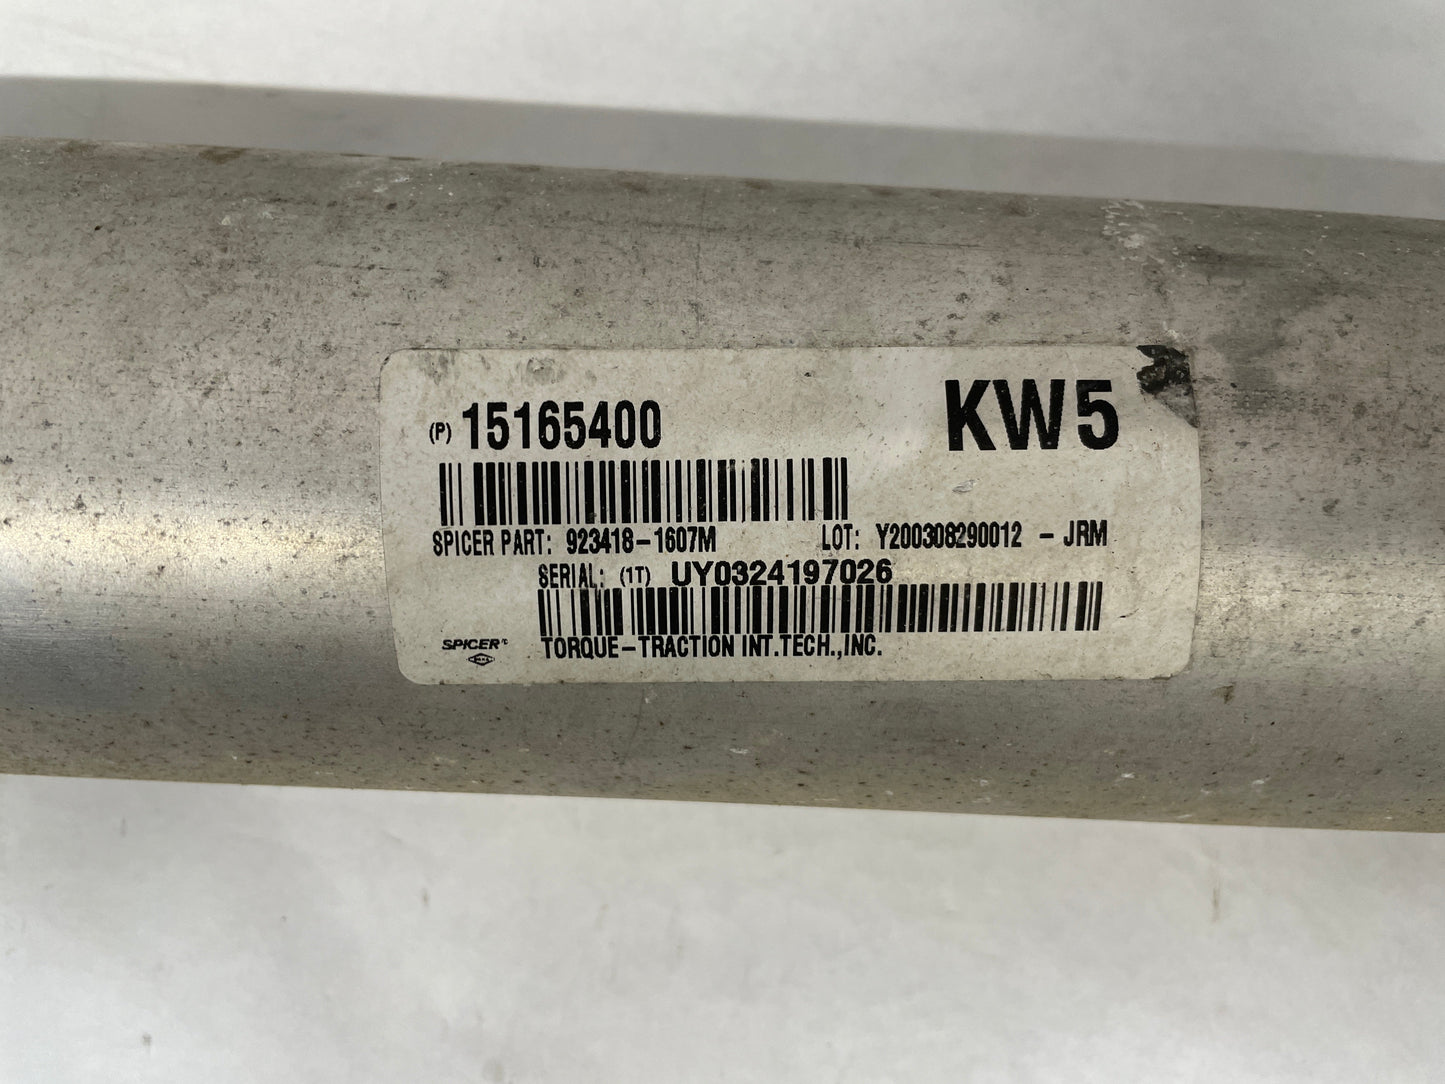 (P) 15165400 KW5
SPICER PART: 923418-1607M LOT: Y200308290012 - JRM
SERIAL: (1T) UY0324197026
SPICER
TORQUE-TRACTION INT.TECH.,INC.